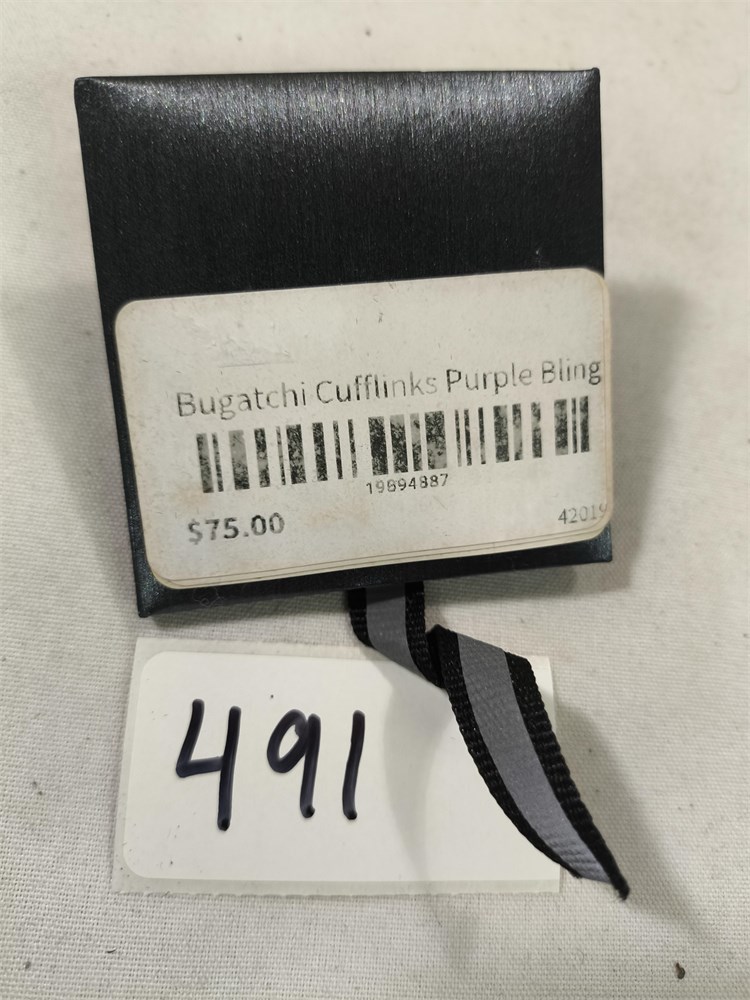 Bugatchi Cufflinks Purple Bling
19894887
$75.00
42019
491